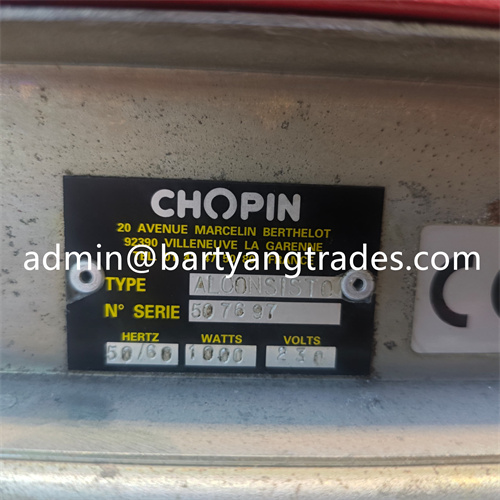 CHOPIN
20 AVENUE MARCELIN BERTHELOT
92390 VILLENEUVE LA GARENNE
admin@bartyangtrades.com
TYPE
N° SERIE 507697
HERTZ WATTS VOLTS
50/60 1000 230